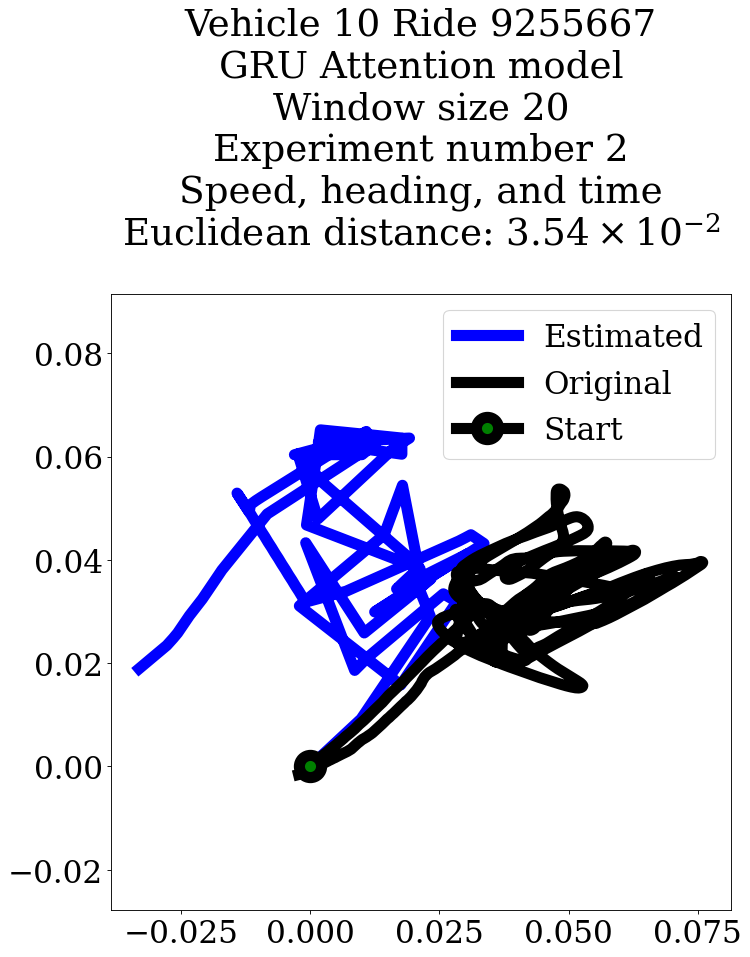 Vehicle 10 Ride 9255667
GRU Attention model
Window size 20
Experiment number 2
Speed, heading, and time
Euclidean distance: 3.54 × 10⁻²
Estimated
Original
Start
0.08
0.06
0.04
0.02
0.00
−0.02
−0.025 0.000 0.025 0.050 0.075